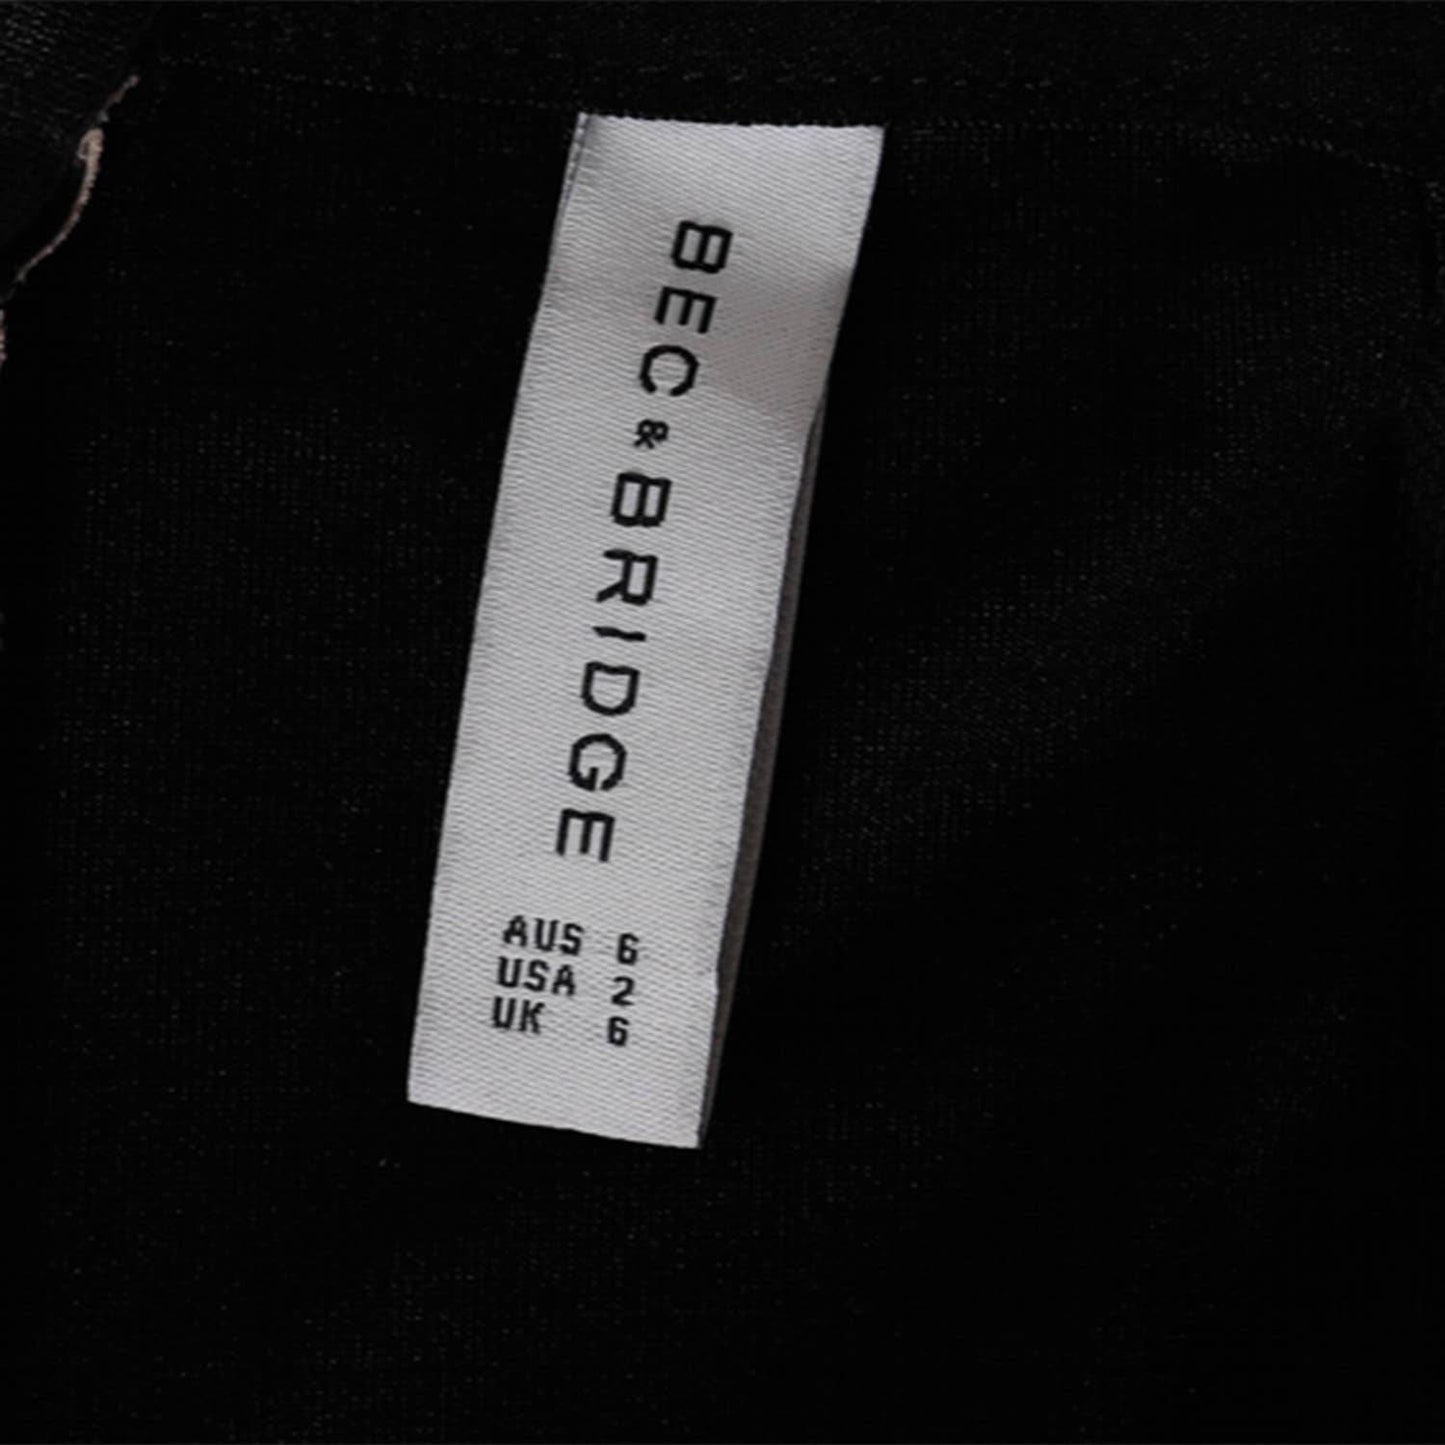 BEC & BRIDGE
AUS 6
USA 2
UK 6